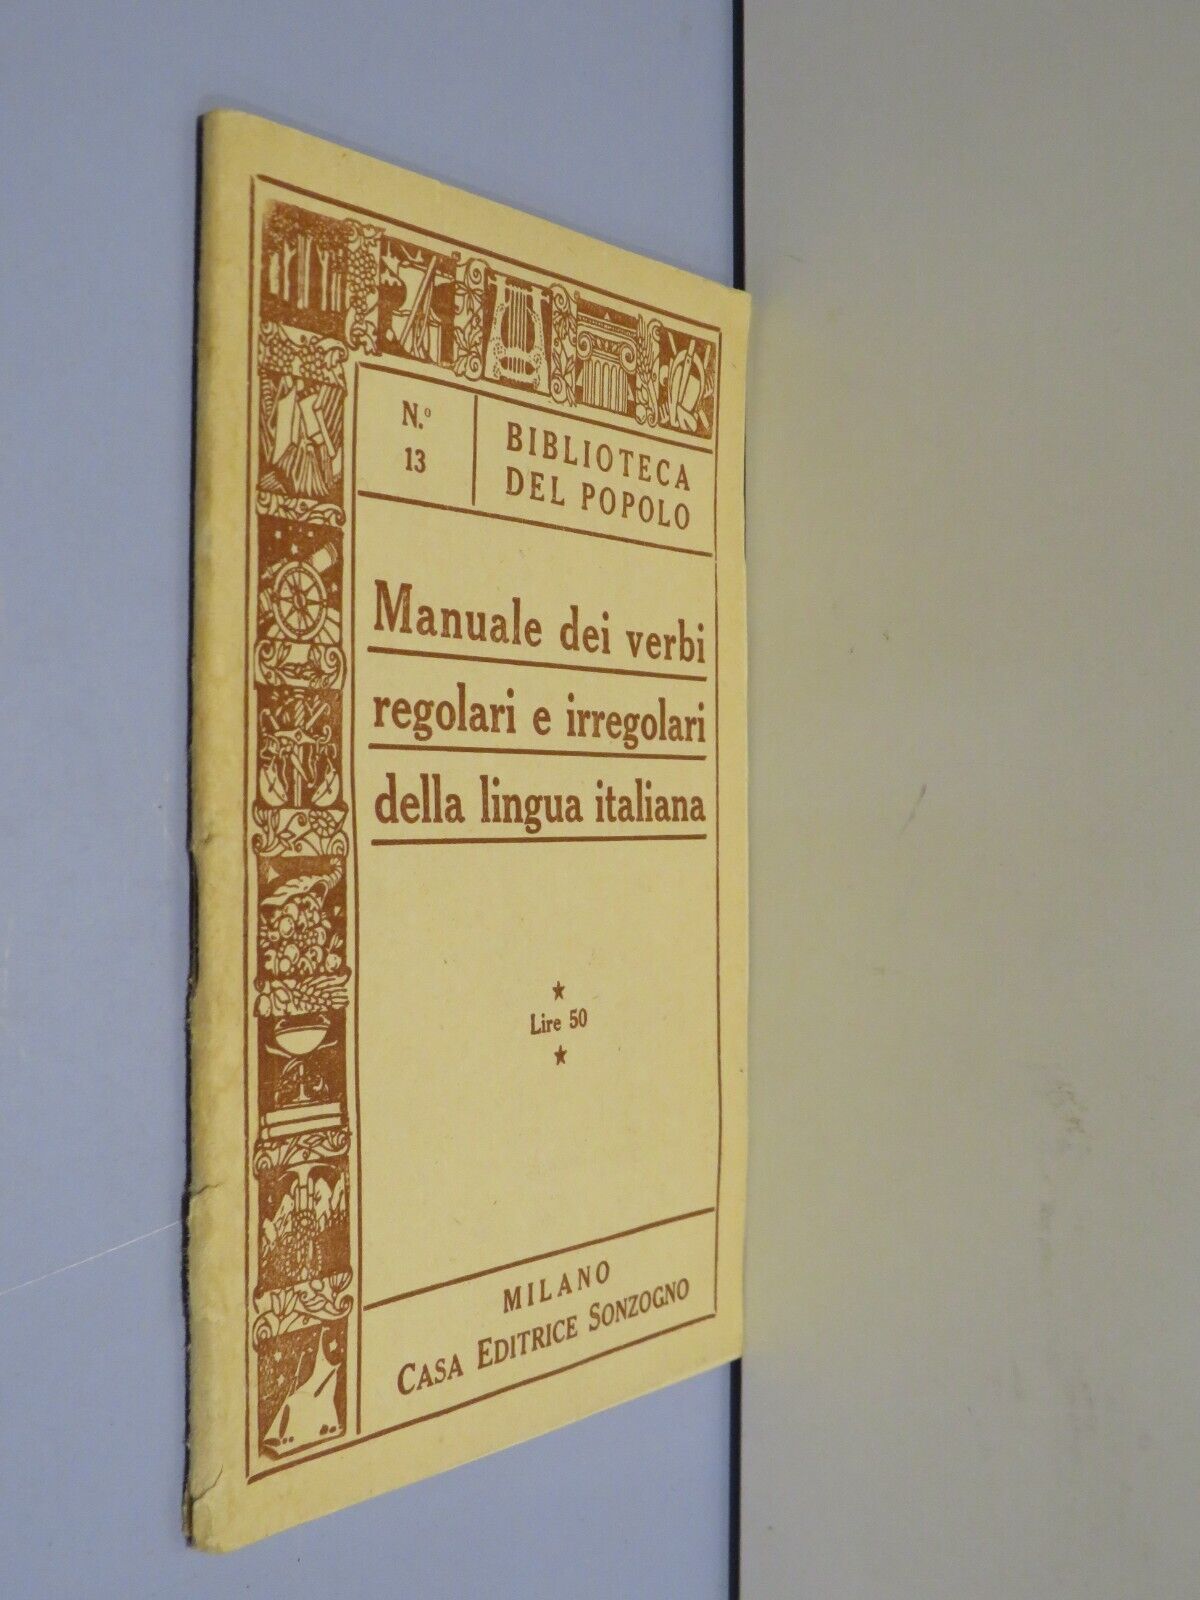 N.º
13
BIBLIOTECA
DEL POPOLO
Manuale dei verbi
regolari e irregolari
della lingua italiana
Lire 50
MILANO
CASA EDITRICE SONZOGNO